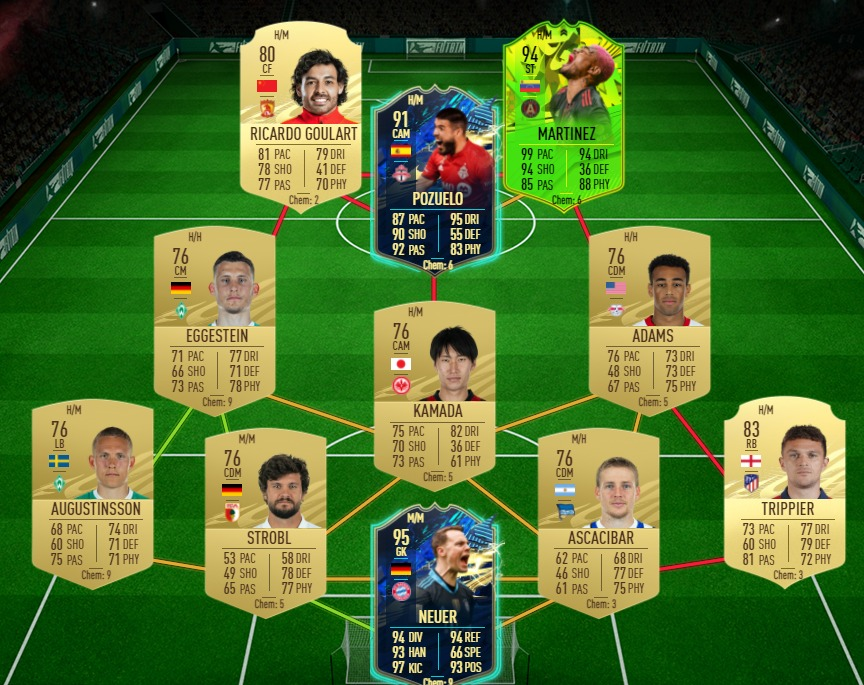 H/M
80
CF
RICARDO GOULART
81 PAC 79 DRI
78 SHO 41 DEF
77 PAS 70 PHY
Chem: 2
H/M
91
CAM
POZUELO
87 PAC 95 DRI
90 SHO 55 DEF
92 PAS 83 PHY
Chem: 6
H/M
94
ST
MARTINEZ
99 PAC 94 DRI
94 SHO 36 DEF
85 PAS 88 PHY
Chem: 6
H/H
76
CM
EGGESTEIN
71 PAC 77 DRI
66 SHO 71 DEF
73 PAS 78 PHY
Chem: 9
H/M
76
CAM
KAMADA
75 PAC 82 DRI
70 SHO 36 DEF
73 PAS 61 PHY
Chem: 5
H/H
76
CDM
ADAMS
76 PAC 73 DRI
48 SHO 73 DEF
67 PAS 75 PHY
Chem: 5
H/M
76
LB
AUGUSTINSSON
68 PAC 74 DRI
60 SHO 71 DEF
75 PAS 71 PHY
Chem: 9
M/M
76
CDM
STROBL
53 PAC 58 DRI
49 SHO 78 DEF
65 PAS 77 PHY
Chem: 5
M/H
76
CDM
ASCACIBAR
62 PAC 68 DRI
46 SHO 77 DEF
61 PAS 75 PHY
Chem: 3
H/M
83
RB
TRIPPIER
73 PAC 77 DRI
60 SHO 79 DEF
81 PAS 72 PHY
Chem: 3
M/M
95
GK
NEUER
94 DIV 94 REF
93 HAN 66 SPE
97 KIC 93 POS
Chem: 9